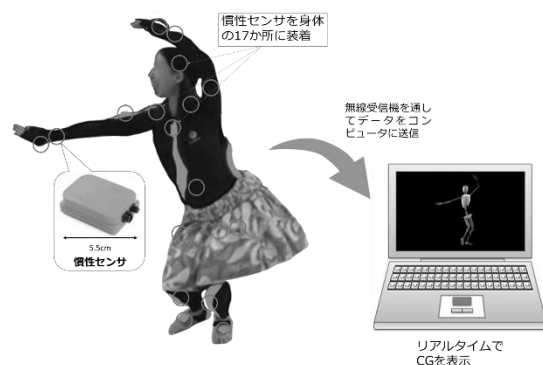 慣性センサを身体
の17か所に装着
無線受信機を通し
てデータをコン
ピュータに送信
5.5cm
慣性センサ
リアルタイムで
CGを表示